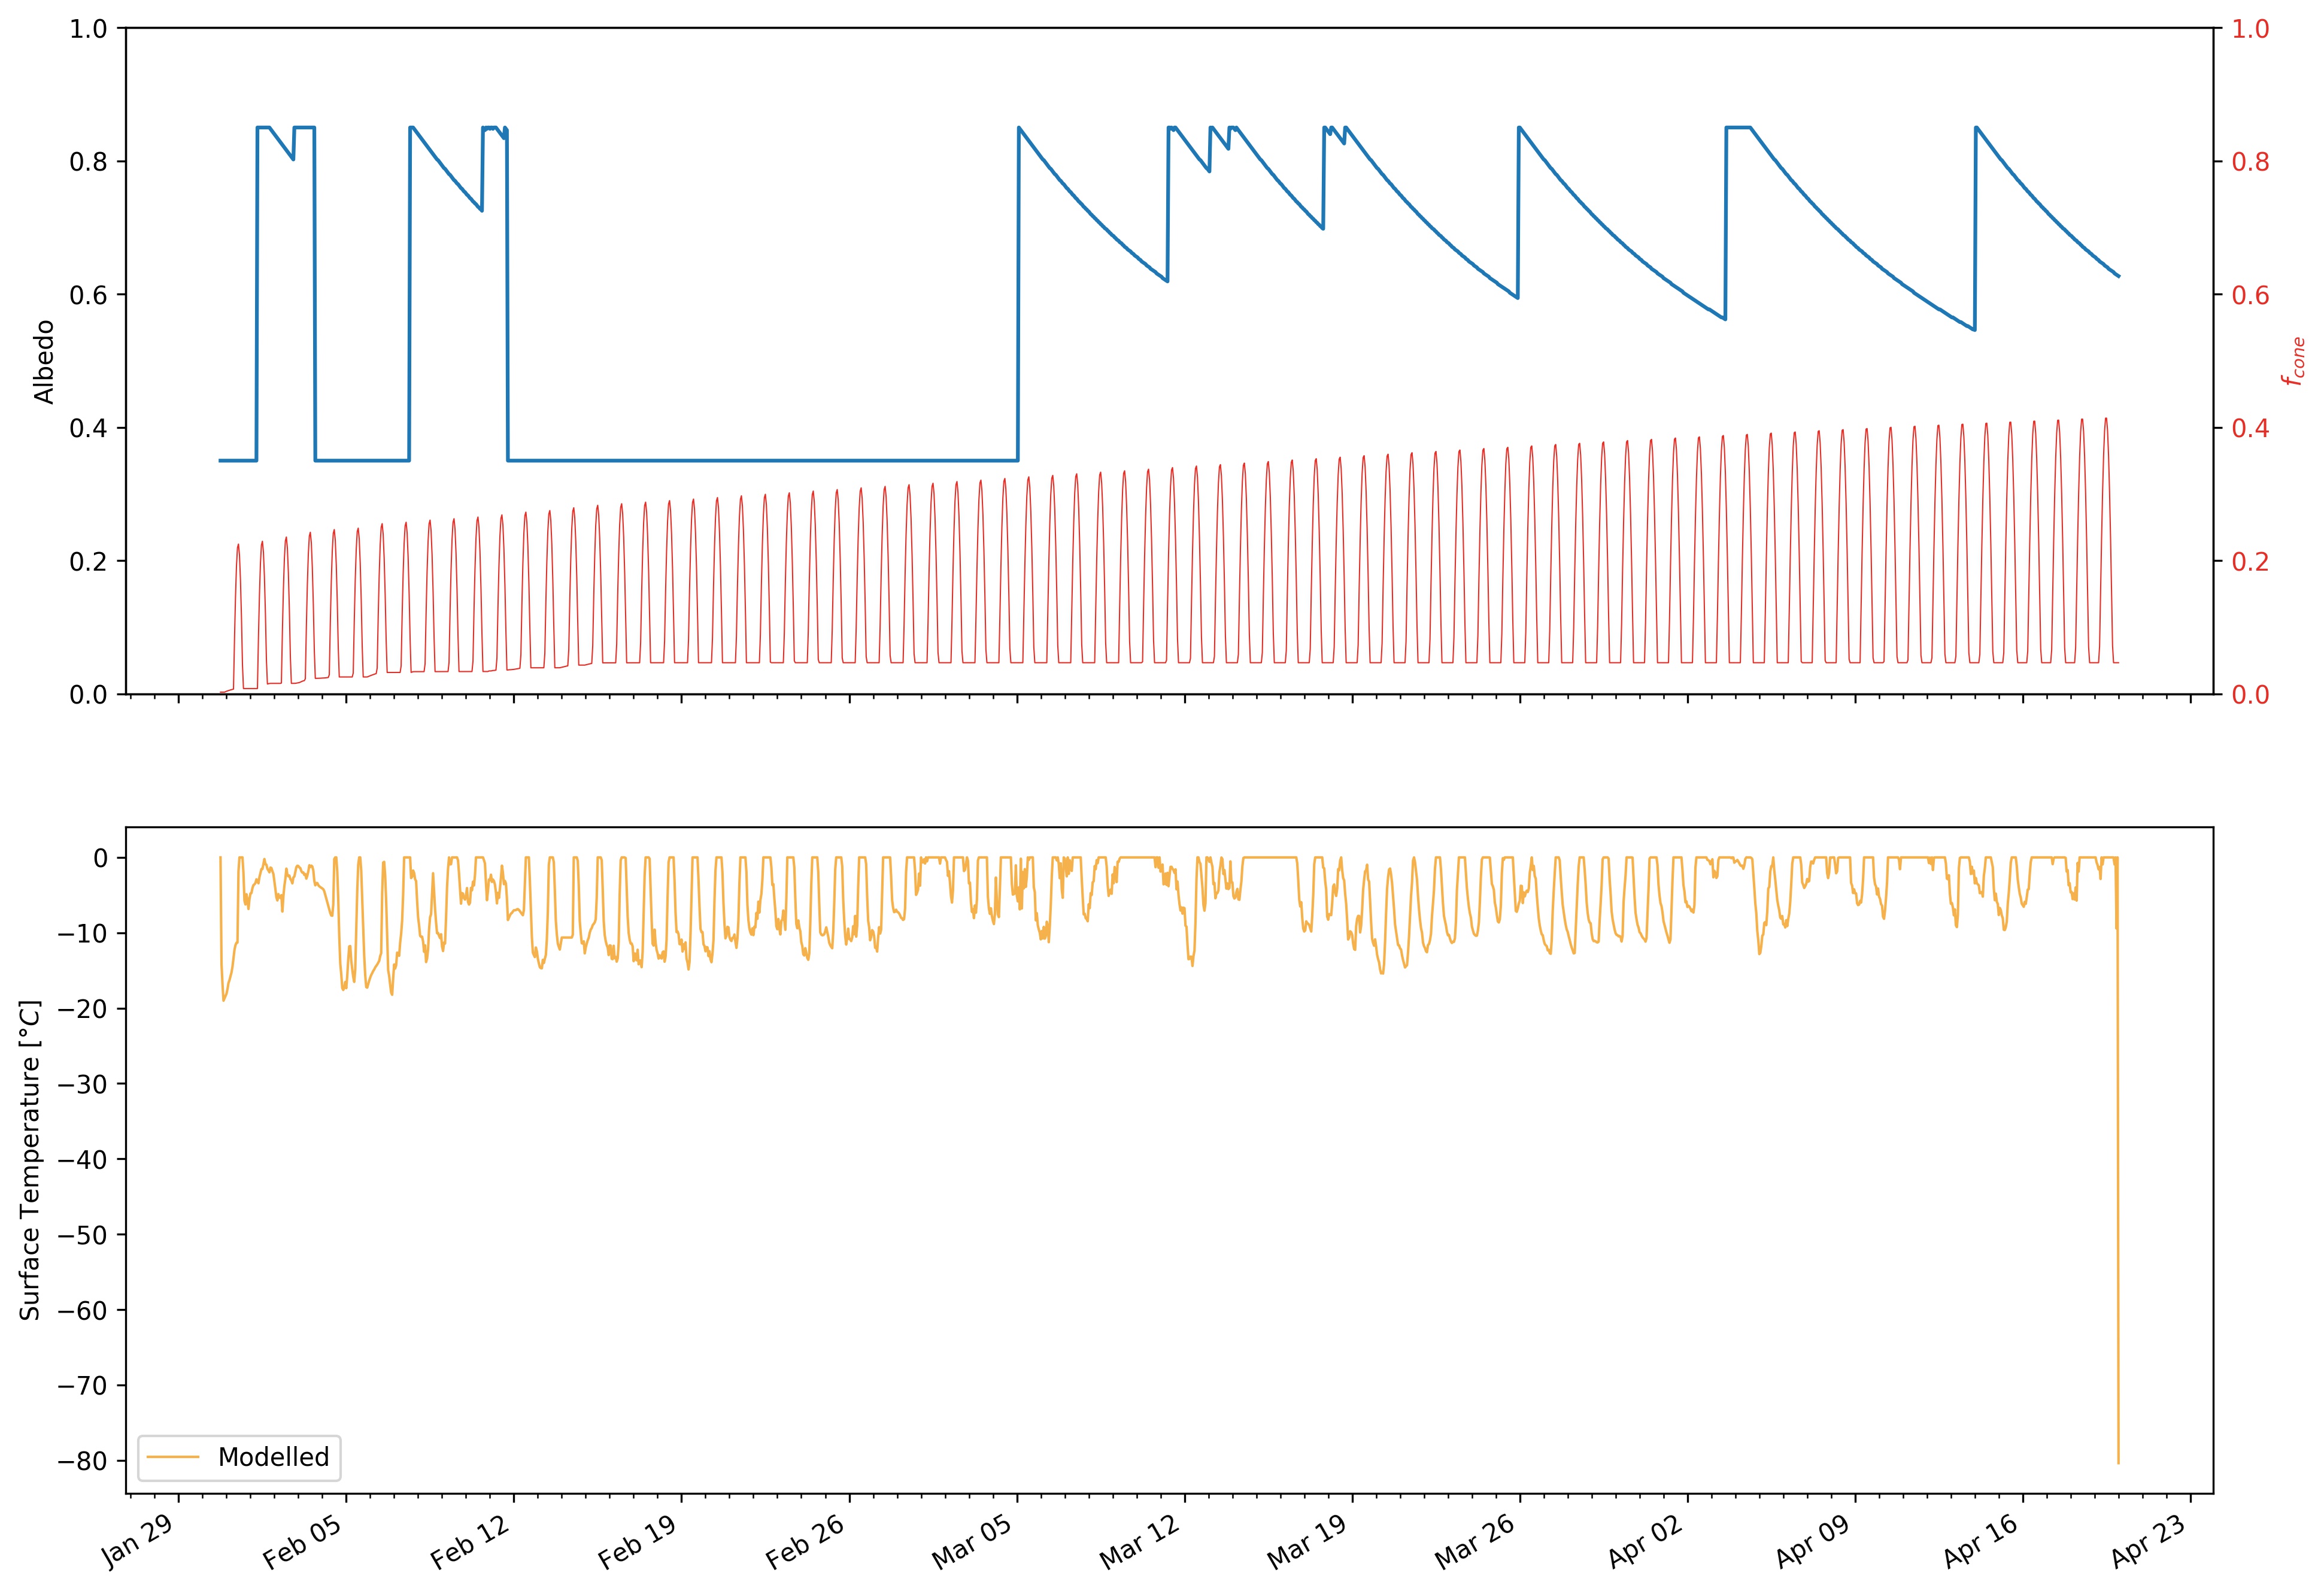 1.0
0.8
0.6
0.4
0.2
0.0
Albedo
1.0
0.8
0.6
0.4
0.2
0.0
f_cone
0
−10
−20
−30
−40
−50
−60
−70
−80
Surface Temperature [°C]
Modelled
Jan 29
Feb 05
Feb 12
Feb 19
Feb 26
Mar 05
Mar 12
Mar 19
Mar 26
Apr 02
Apr 09
Apr 16
Apr 23